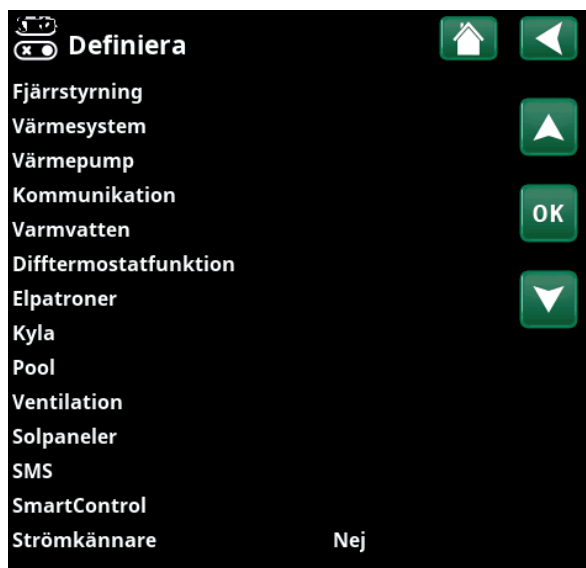 Definiera
Fjärrstyrning
Värmesystem
Värmepump
Kommunikation
OK
Varmvatten
Difftermostatfunktion
Elpatroner
Kyla
Pool
Ventilation
Solpaneler
SMS
SmartControl
Strömkännare Nej